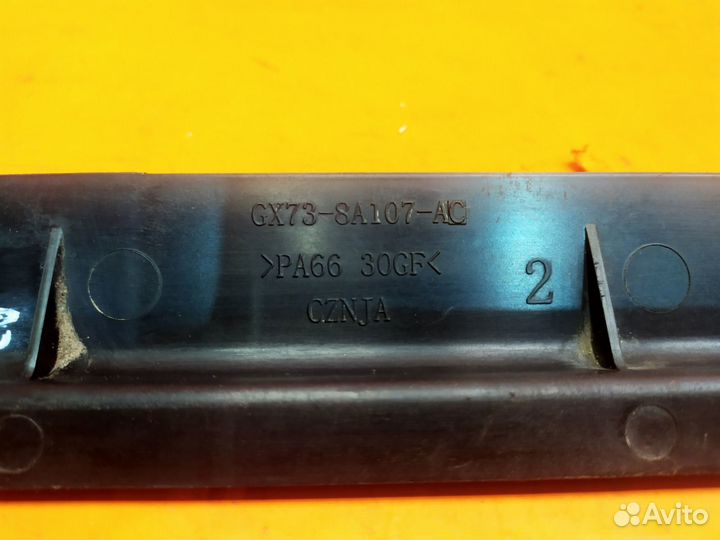 GX73-8A107-AC
>PA66 30GF<
2
CZNJA
Avito